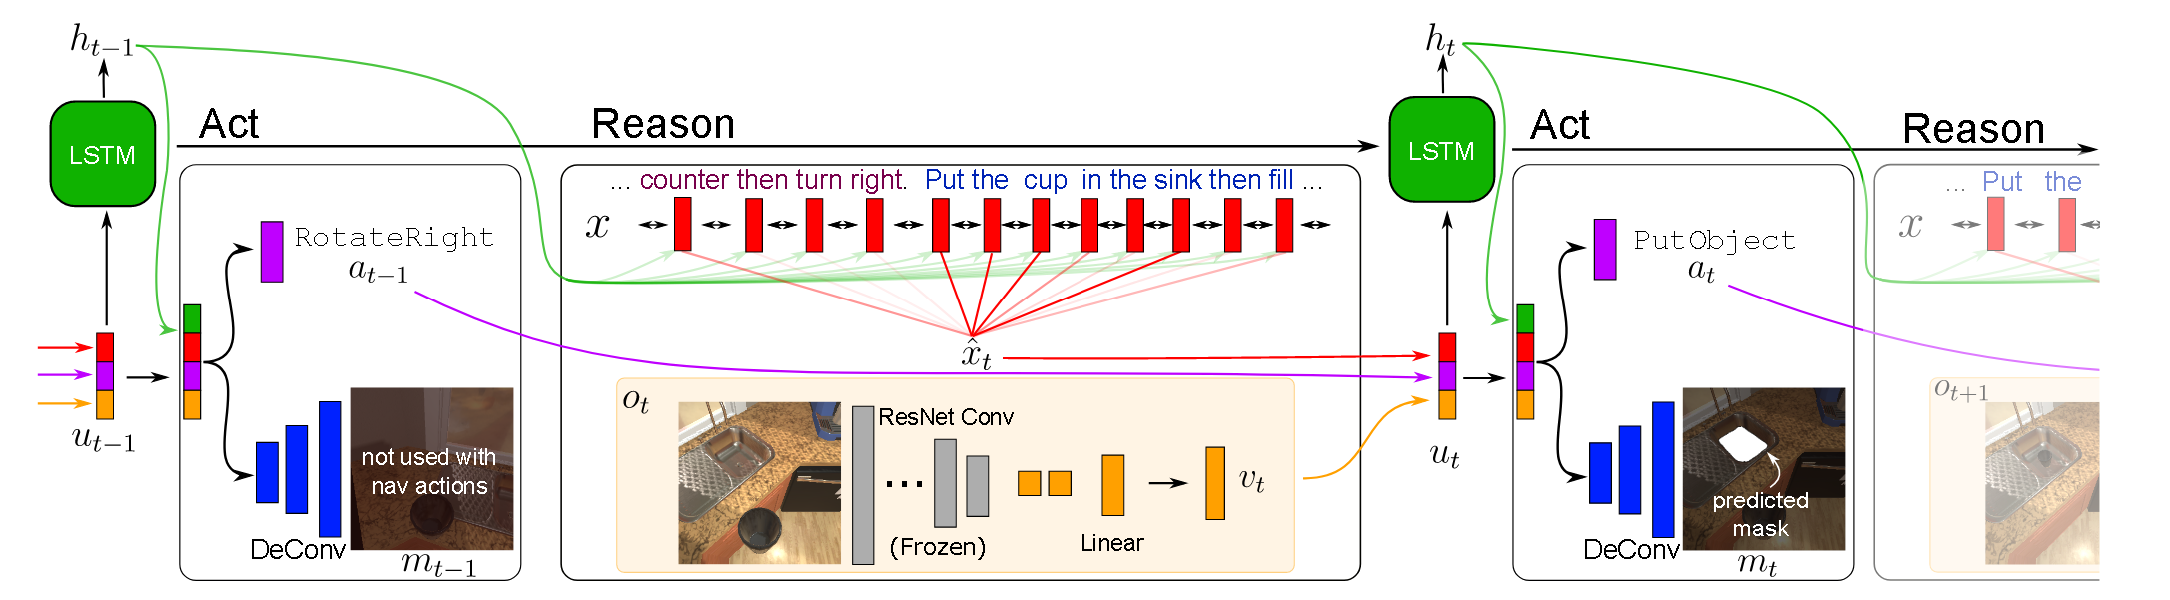 h_{t-1}
LSTM
u_{t-1}
Act
RotateRight
a_{t-1}
DeConv
not used with
nav actions
m_{t-1}
Reason
... counter then turn right. Put the cup in the sink then fill ...
x
x̂_t
o_t
ResNet Conv
...
(Frozen)
Linear
v_t
h_t
LSTM
u_t
Act
PutObject
a_t
DeConv
predicted
mask
m_t
Reason
... Put the
x
o_{t+1}